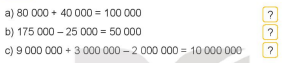 a) 80 000 + 40 000 = 100 000 ?
b) 175 000 – 25 000 = 50 000 ?
c) 9 000 000 + 3 000 000 – 2 000 000 = 10 000 000 ?